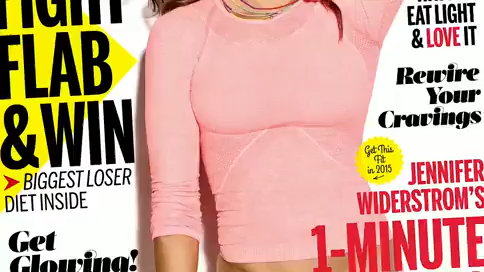 FIGHT
FLAB
& WIN
> BIGGEST LOSER
DIET INSIDE
Get
Glowing!
EAT LIGHT
& LOVE IT
Rewire
Your
Cravings
Get This
Fit
in 2015
JENNIFER
WIDERSTROM'S
1-MINUTE